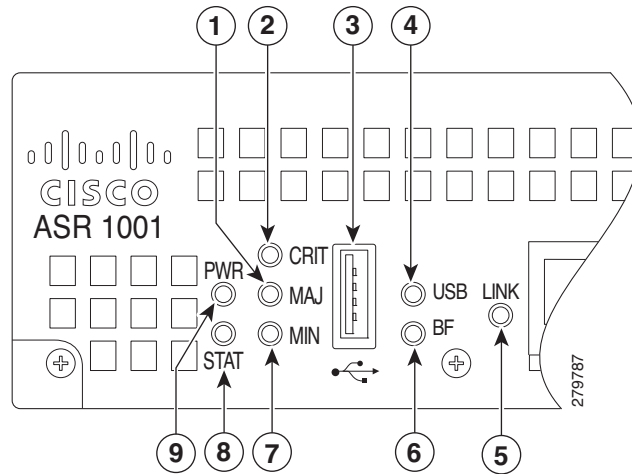 1 2 3 4
CISCO
ASR 1001
PWR CRIT
MAJ USB LINK
MIN BF
STAT
279787
9 8 7 6 5